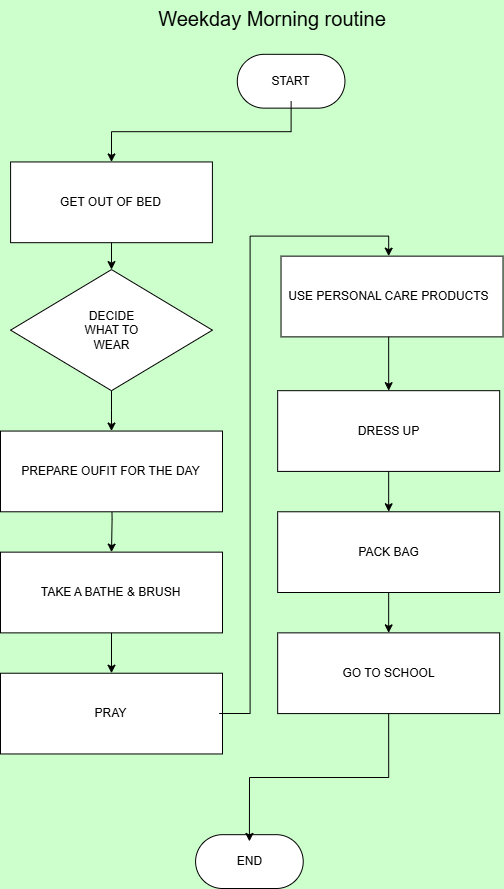 Weekday Morning routine
START
GET OUT OF BED
DECIDE
WHAT TO
WEAR
PREPARE OUFIT FOR THE DAY
TAKE A BATHE & BRUSH
PRAY
USE PERSONAL CARE PRODUCTS
DRESS UP
PACK BAG
GO TO SCHOOL
END